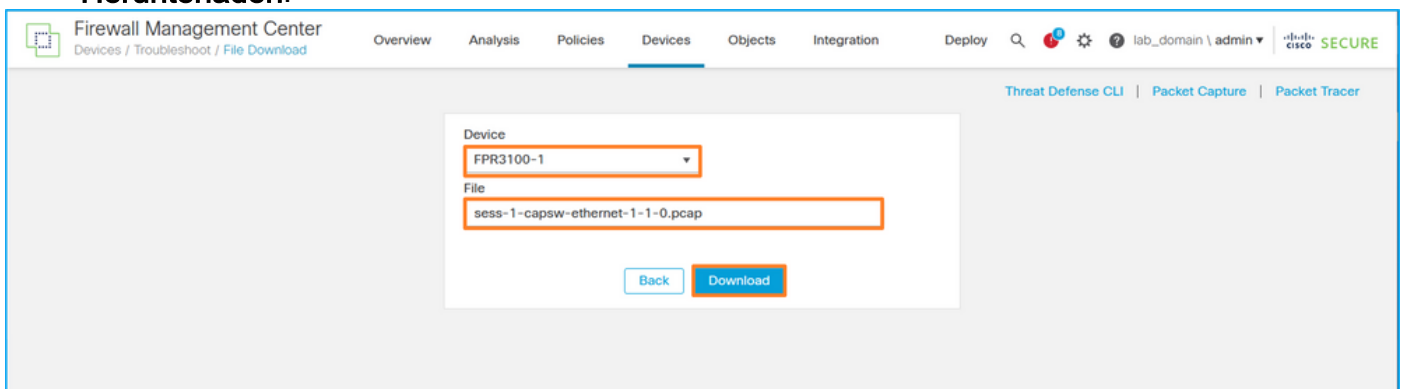 Herunterladen:
Firewall Management Center
Devices / Troubleshoot / File Download
Overview Analysis Policies Devices Objects Integration Deploy 8 ? lab_domain \ admin ▾ cisco SECURE
Threat Defense CLI | Packet Capture | Packet Tracer
Device
FPR3100-1
File
sess-1-capsw-ethernet-1-1-0.pcap
Back Download